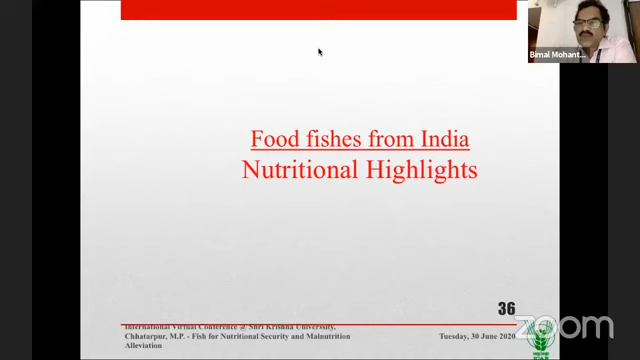 Bimal Mohant...
Food fishes from India
Nutritional Highlights
36
International Virtual Conference @ Shri Krishna University,
Chhatarpur, M.P. - Fish for Nutritional Security and Malnutrition
Alleviation
Tuesday, 30 June 2020
zoom